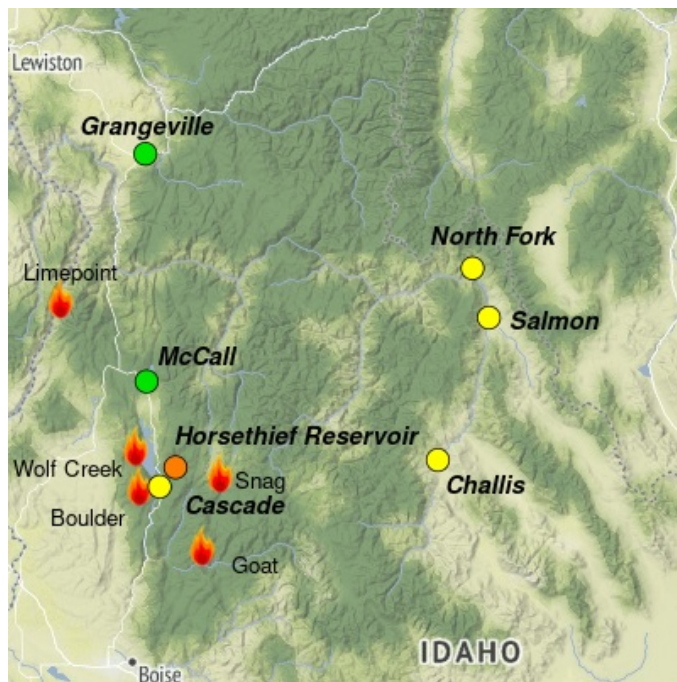 Lewiston
Grangeville
North Fork
Limepoint
Salmon
McCall
Horsethief Reservoir
Wolf Creek
Snag
Challis
Cascade
Boulder
Goat
IDAHO
Boise